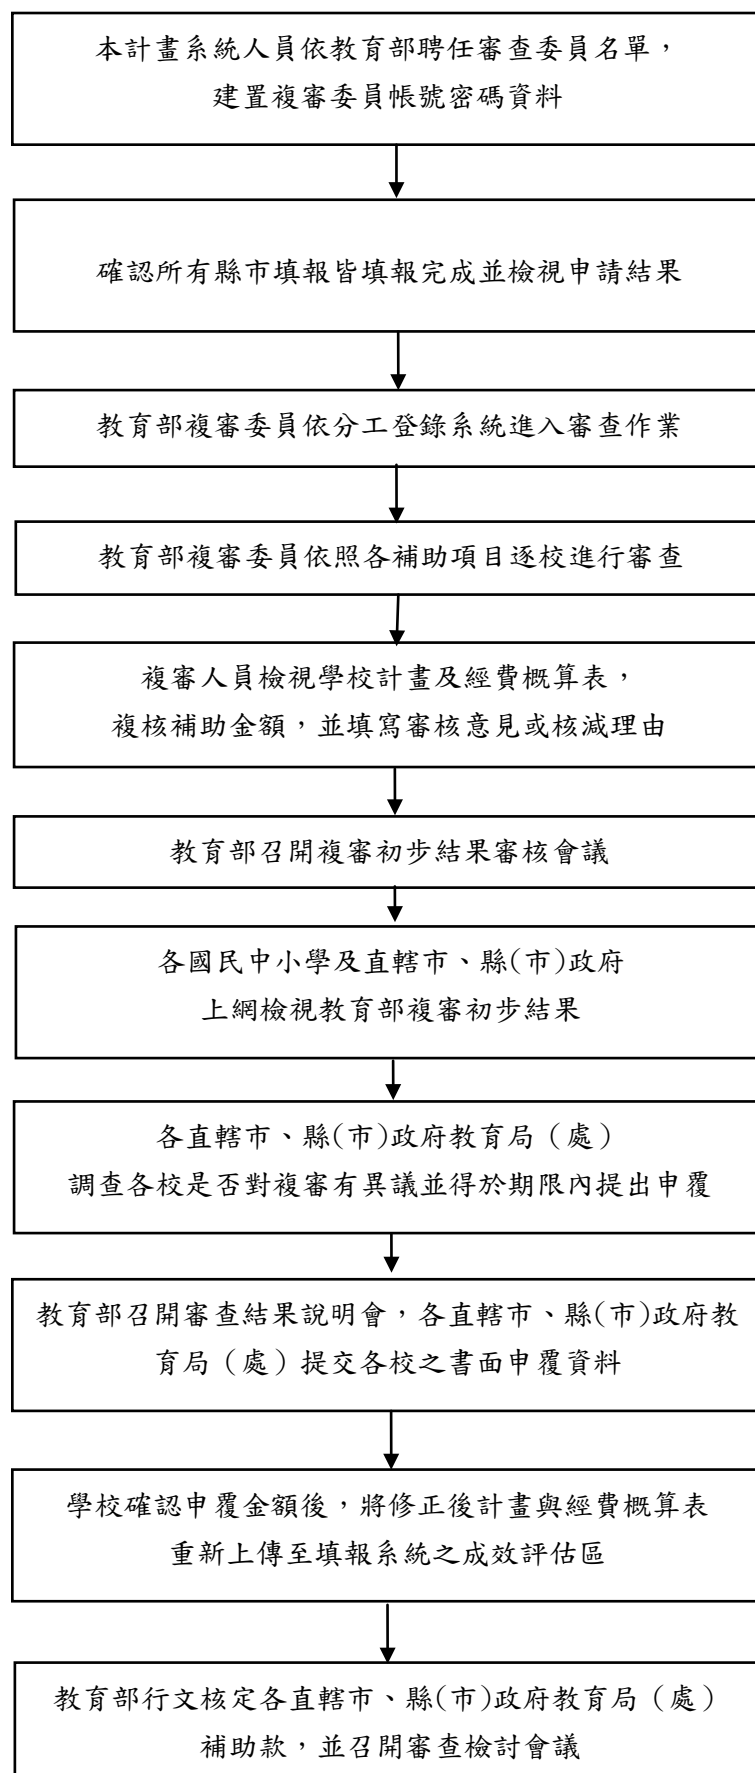 本計畫系統人員依教育部聘任審查委員名單，
建置複審委員帳號密碼資料
確認所有縣市填報皆填報完成並檢視申請結果
教育部複審委員依分工登錄系統進入審查作業
教育部複審委員依照各補助項目逐校進行審查
複審人員檢視學校計畫及經費概算表，
複核補助金額，並填寫審核意見或核減理由
教育部召開複審初步結果審核會議
各國民中小學及直轄市、縣(市)政府
上網檢視教育部複審初步結果
各直轄市、縣(市)政府教育局（處）
調查各校是否對複審有異議並得於期限內提出申覆
教育部召開審查結果說明會，各直轄市、縣(市)政府教
育局（處）提交各校之書面申覆資料
學校確認申覆金額後，將修正後計畫與經費概算表
重新上傳至填報系統之成效評估區
教育部行文核定各直轄市、縣(市)政府教育局（處）
補助款，並召開審查檢討會議